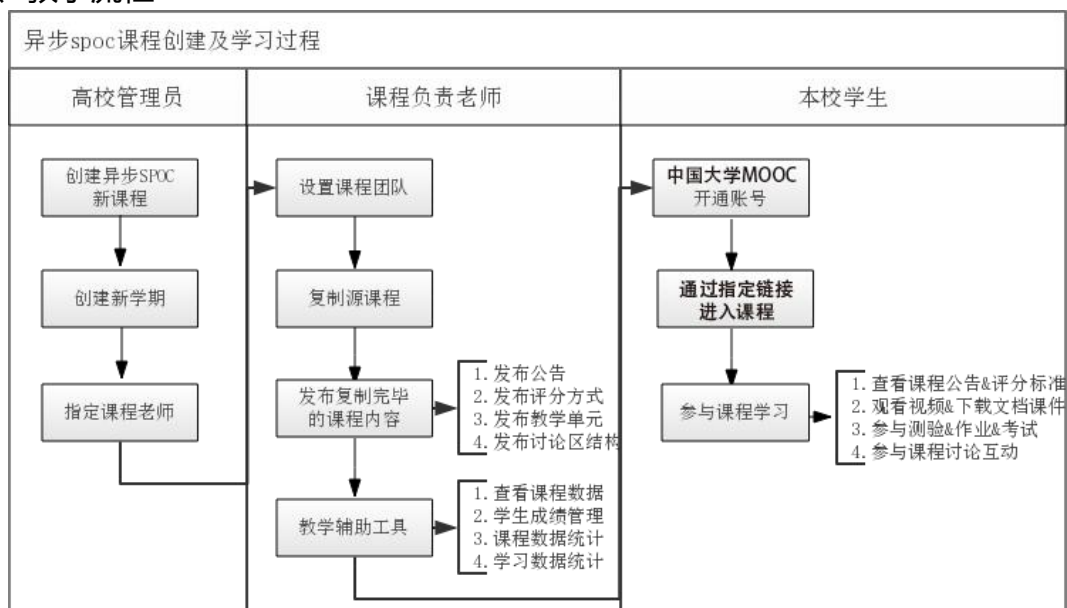 异步spoc课程创建及学习过程
高校管理员
课程负责老师
本校学生
创建异步SPOC
新课程
创建新学期
指定课程老师
设置课程团队
复制源课程
发布复制完毕
的课程内容
1. 发布公告
2. 发布评分方式
3. 发布教学单元
4. 发布讨论区结构
教学辅助工具
1. 查看课程数据
2. 学生成绩管理
3. 课程数据统计
4. 学习数据统计
中国大学MOOC
开通账号
通过指定链接
进入课程
参与课程学习
1. 查看课程公告&评分标准
2. 观看视频&下载文档课件
3. 参与测验&作业&考试
4. 参与课程讨论互动